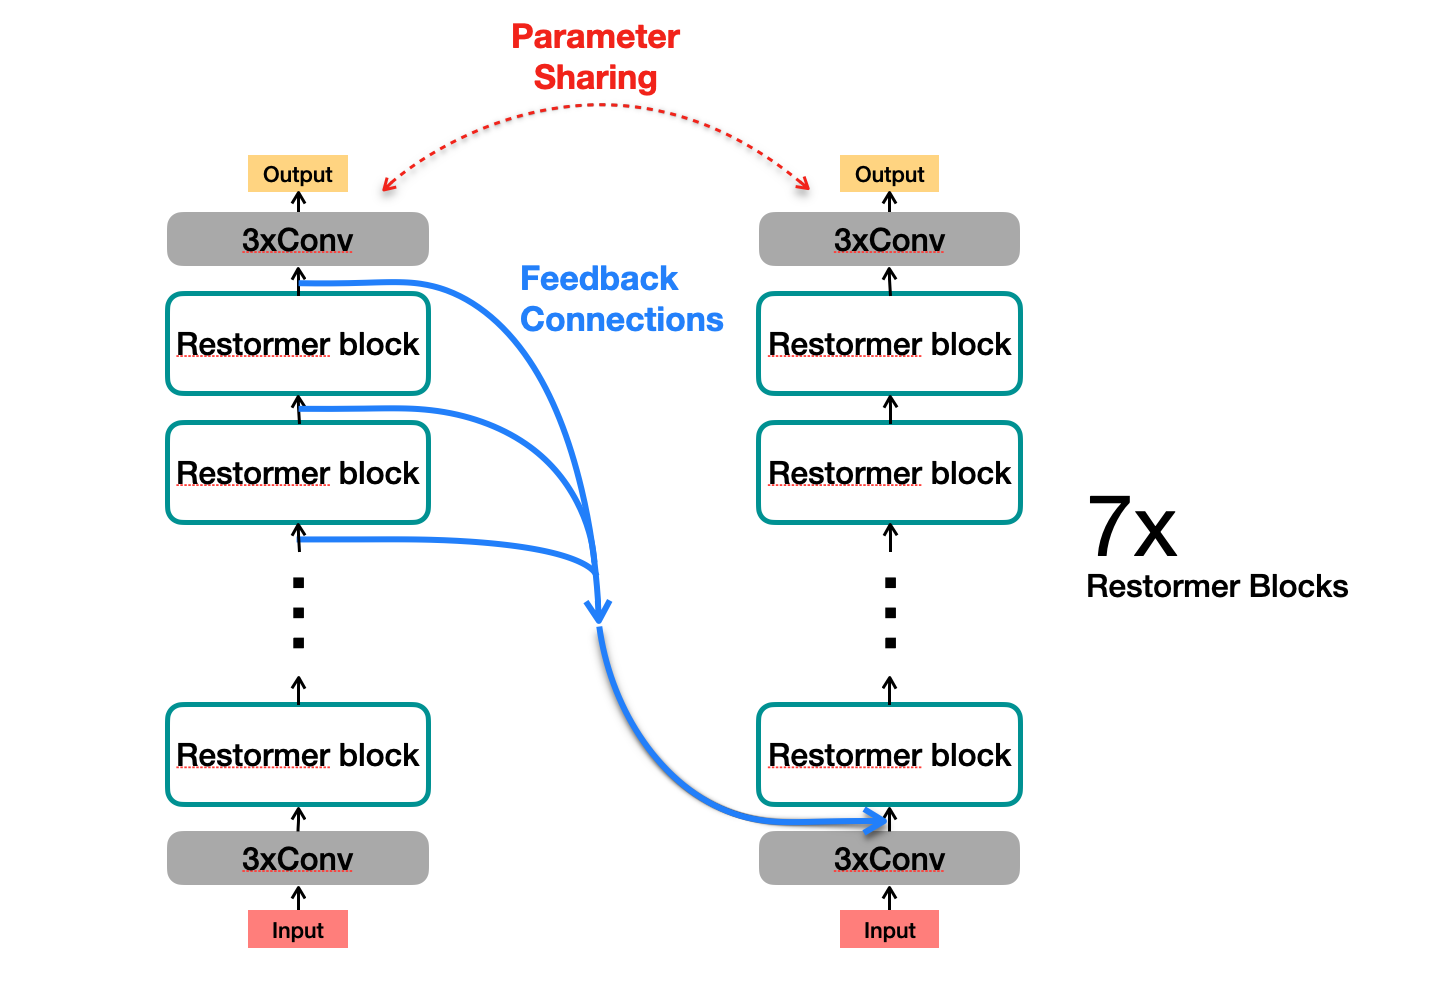 Parameter
Sharing
Output
Output
3xConv
3xConv
Feedback
Connections
Restormer block
Restormer block
Restormer block
Restormer block
7x
Restormer Blocks
Restormer block
Restormer block
3xConv
3xConv
Input
Input